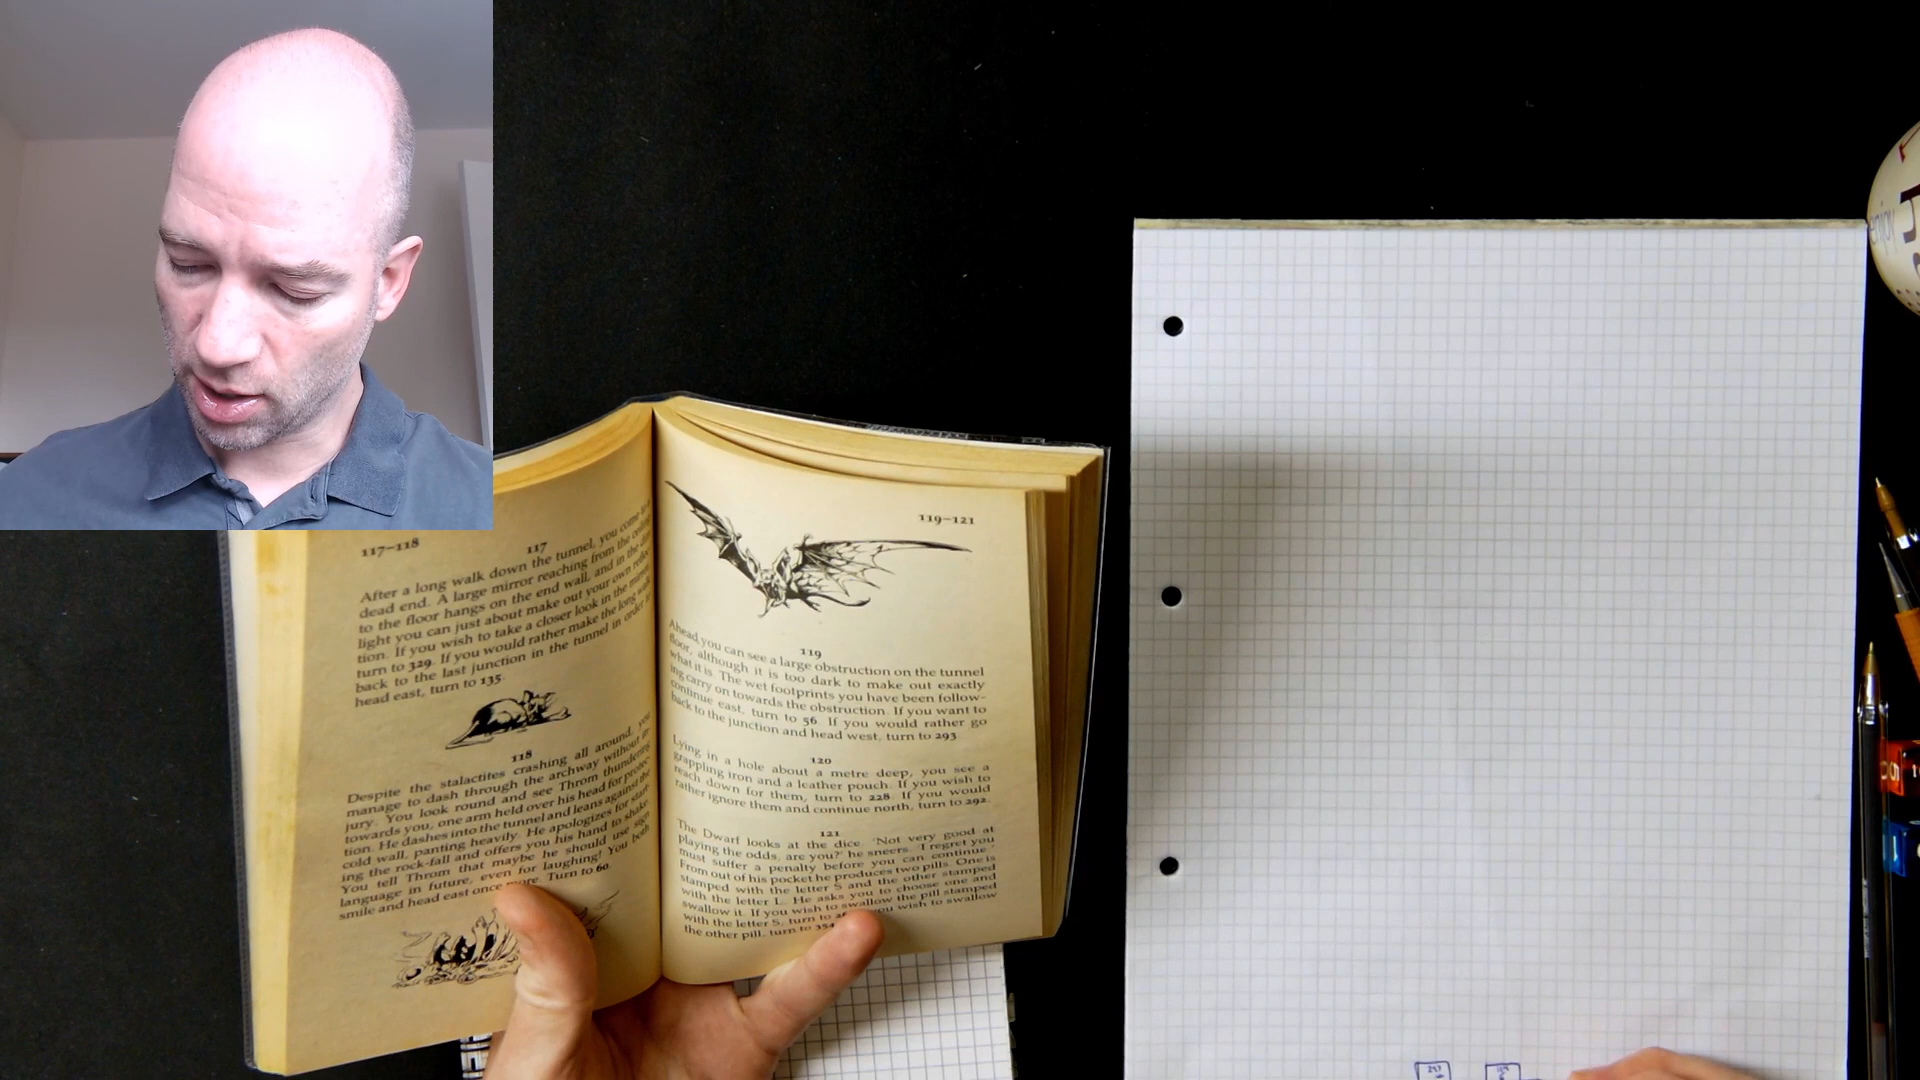 117–118
117
After a long walk down the tunnel, you come to a
dead end. A large mirror reaching from the ceiling
to the floor hangs on the end wall, and in the dim
light you can just about make out your own reflec-
tion. If you wish to take a closer look in the mirror,
turn to 329. If you would rather make the long walk
back to the last junction in the tunnel in order to
head east, turn to 135.
118
Despite the stalactites crashing all around, you
manage to dash through the archway without in-
jury. You look round and see Throm thundering
towards you, one arm held over his head for protec-
tion. He dashes into the tunnel and leans against the
cold wall, panting heavily. He apologizes for start-
ing the rock-fall and offers you his hand to shake.
You tell Throm that maybe he should use sign
language in future, even for laughing! You both
smile and head east once more. Turn to 60.
119–121
119
Ahead you can see a large obstruction on the tunnel
floor, although it is too dark to make out exactly
what it is. The wet footprints you have been follow-
ing carry on towards the obstruction. If you want to
continue east, turn to 56. If you would rather go
back to the junction and head west, turn to 293.
120
Lying in a hole about a metre deep, you see a
grappling iron and a leather pouch. If you wish to
reach down for them, turn to 228. If you would
rather ignore them and continue north, turn to 292.
121
The Dwarf looks at the dice. 'Not very good at
playing the odds, are you?' he sneers. 'I regret you
must suffer a penalty before you can continue.'
From out of his pocket he produces two pills. One is
stamped with the letter S and the other stamped
with the letter L. He asks you to choose one and
swallow it. If you wish to swallow the pill stamped
with the letter S, turn to you wish to swallow
the other pill, turn to 354
enjoy